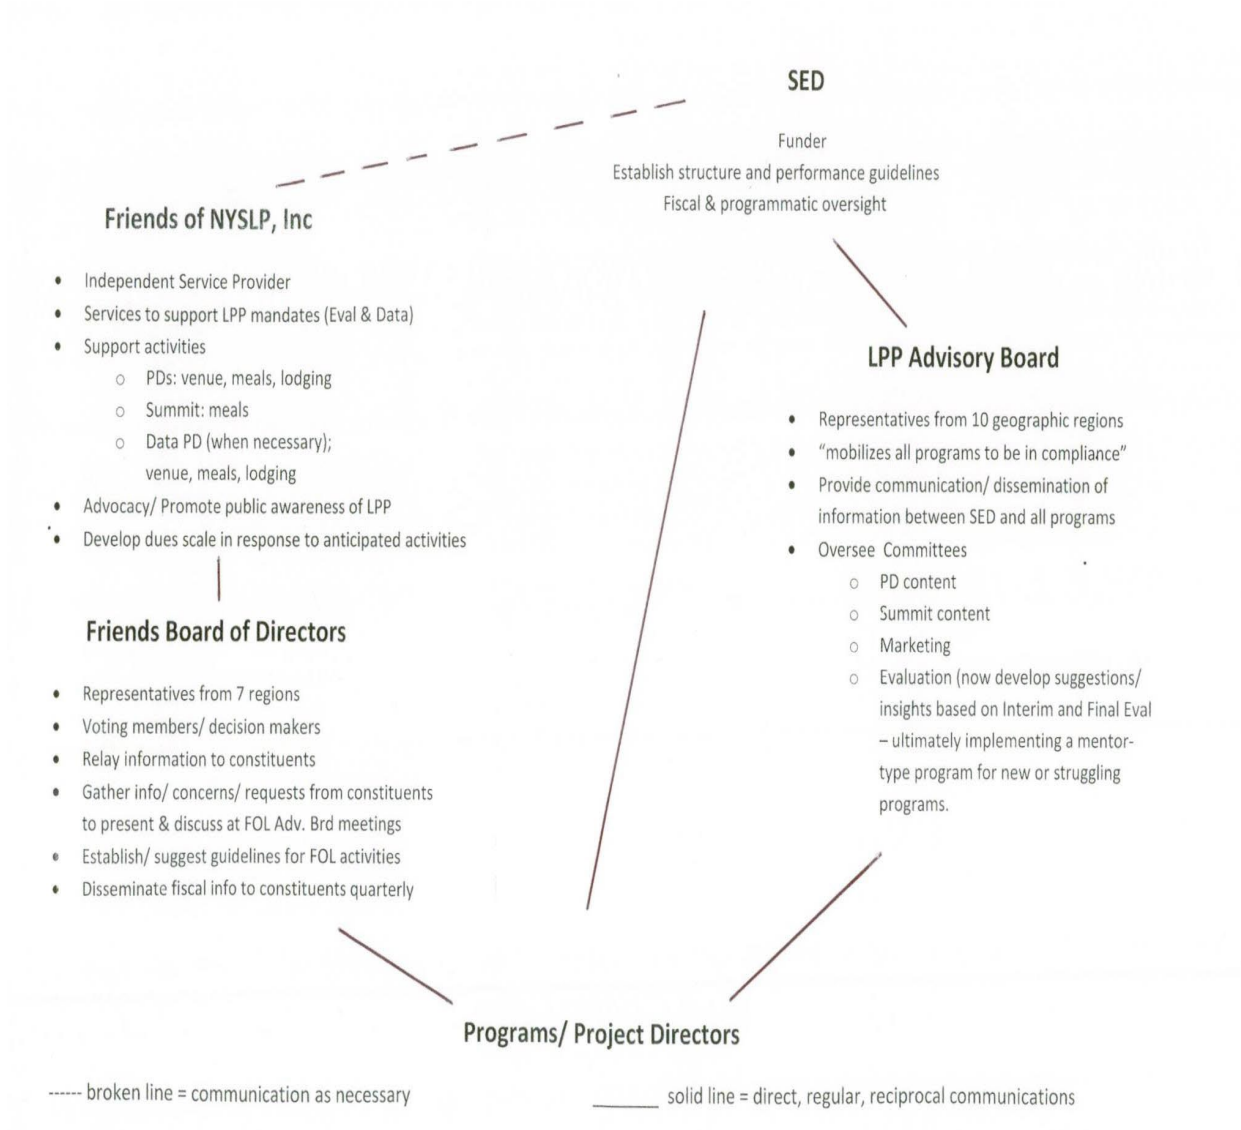 SED
Funder
Establish structure and performance guidelines
Fiscal & programmatic oversight
Friends of NYSLP, Inc
• Independent Service Provider
• Services to support LPP mandates (Eval & Data)
• Support activities
o PDs: venue, meals, lodging
o Summit: meals
o Data PD (when necessary);
venue, meals, lodging
• Advocacy/ Promote public awareness of LPP
• Develop dues scale in response to anticipated activities
Friends Board of Directors
• Representatives from 7 regions
• Voting members/ decision makers
• Relay information to constituents
• Gather info/ concerns/ requests from constituents
to present & discuss at FOL Adv. Brd meetings
• Establish/ suggest guidelines for FOL activities
• Disseminate fiscal info to constituents quarterly
LPP Advisory Board
• Representatives from 10 geographic regions
• “mobilizes all programs to be in compliance”
• Provide communication/ dissemination of
information between SED and all programs
• Oversee Committees
o PD content
o Summit content
o Marketing
o Evaluation (now develop suggestions/
insights based on Interim and Final Eval
– ultimately implementing a mentor-
type program for new or struggling
programs.
Programs/ Project Directors
------ broken line = communication as necessary
_______ solid line = direct, regular, reciprocal communications